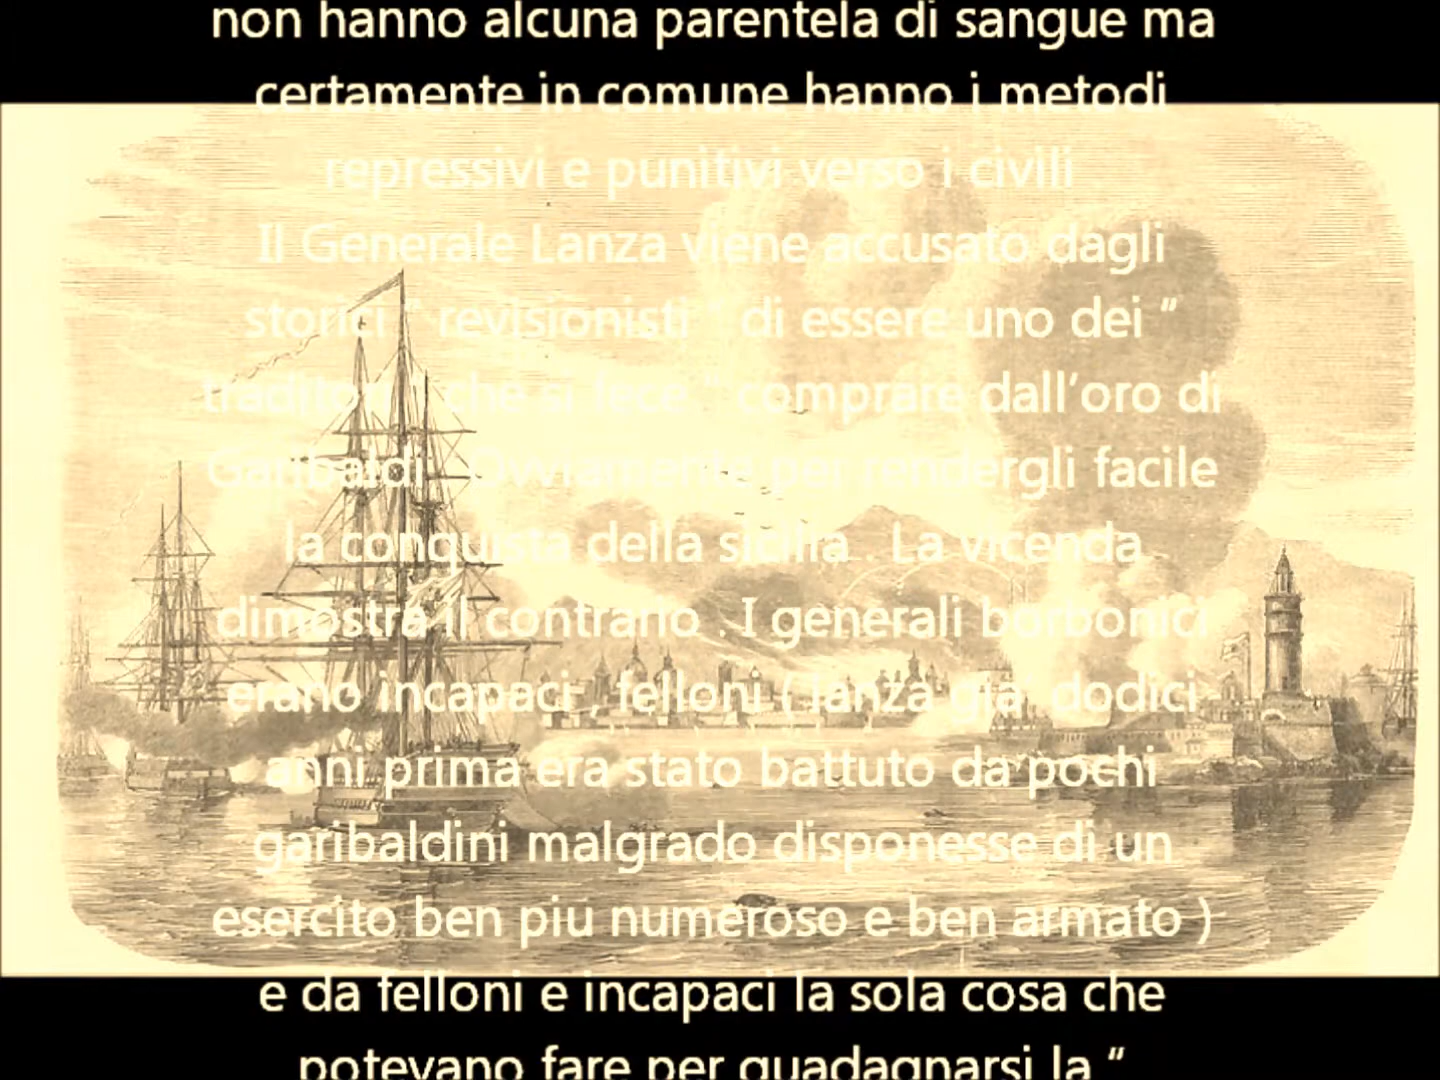 non hanno alcuna parentela di sangue ma
certamente in comune hanno i metodi
repressivi e punitivi verso i civili .
Il Generale Lanza viene accusato dagli
storici “ revisionisti “ di essere uno dei “
traditori “ che si fece “ comprare dall’oro di
Garibaldi . Ovviamente per rendergli facile
la conquista della sicilia . La vicenda
dimostra il contrario . I generali borbonici
erano incapaci , felloni ( lanza gia’ dodici
anni prima era stato battuto da pochi
garibaldini malgrado disponesse di un
esercito ben piu numeroso e ben armato )
e da felloni e incapaci la sola cosa che
potevano fare per guadagnarsi la “